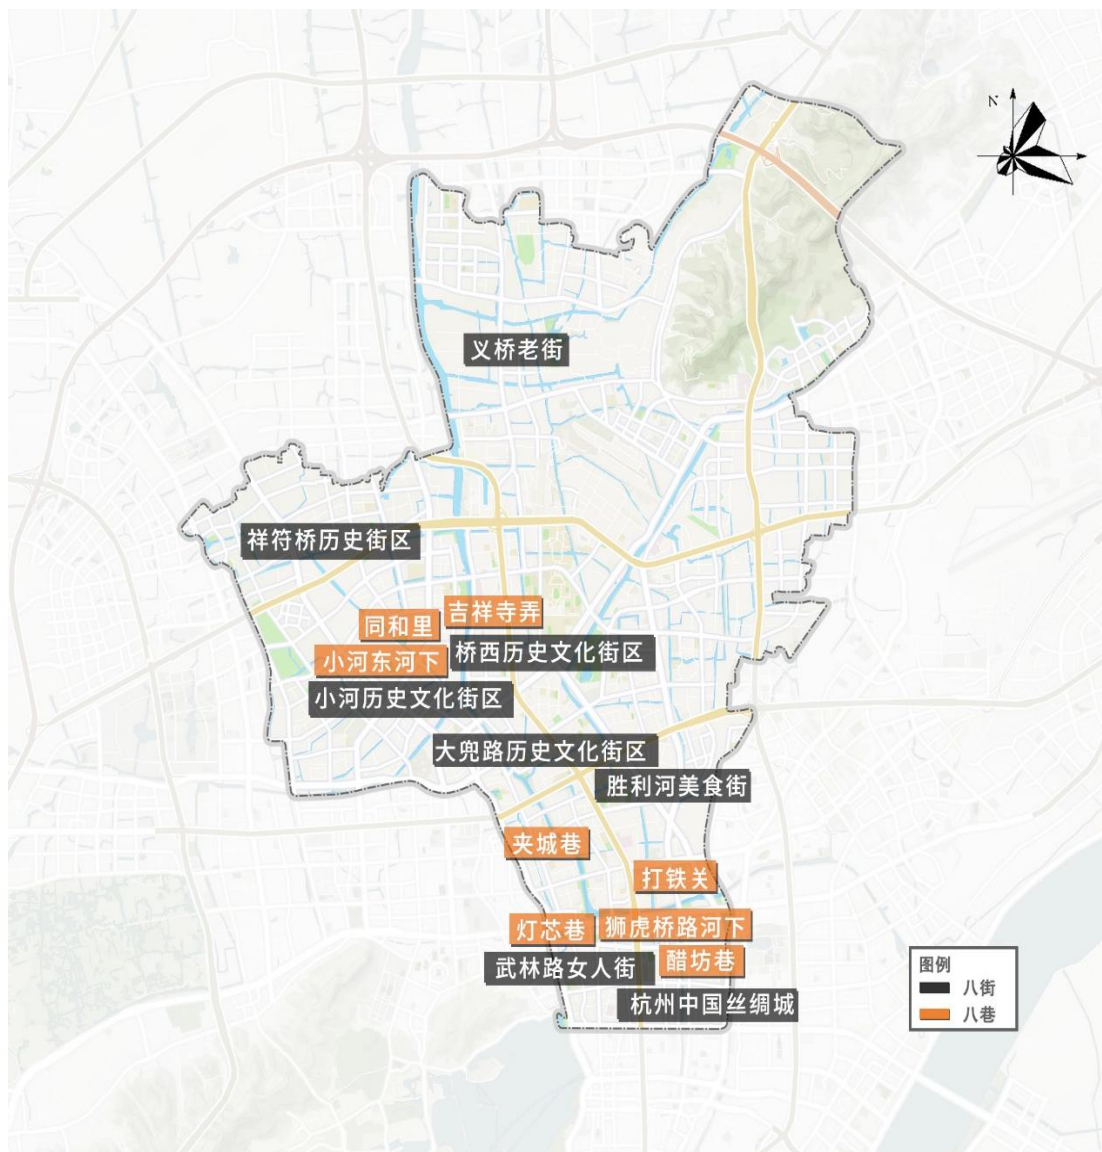 N
义桥老街
祥符桥历史街区
吉祥寺弄
同和里
桥西历史文化街区
小河东河下
小河历史文化街区
大兜路历史文化街区
胜利河美食街
夹城巷
打铁关
灯芯巷
狮虎桥路河下
醋坊巷
武林路女人街
杭州中国丝绸城
图例
八街
八巷